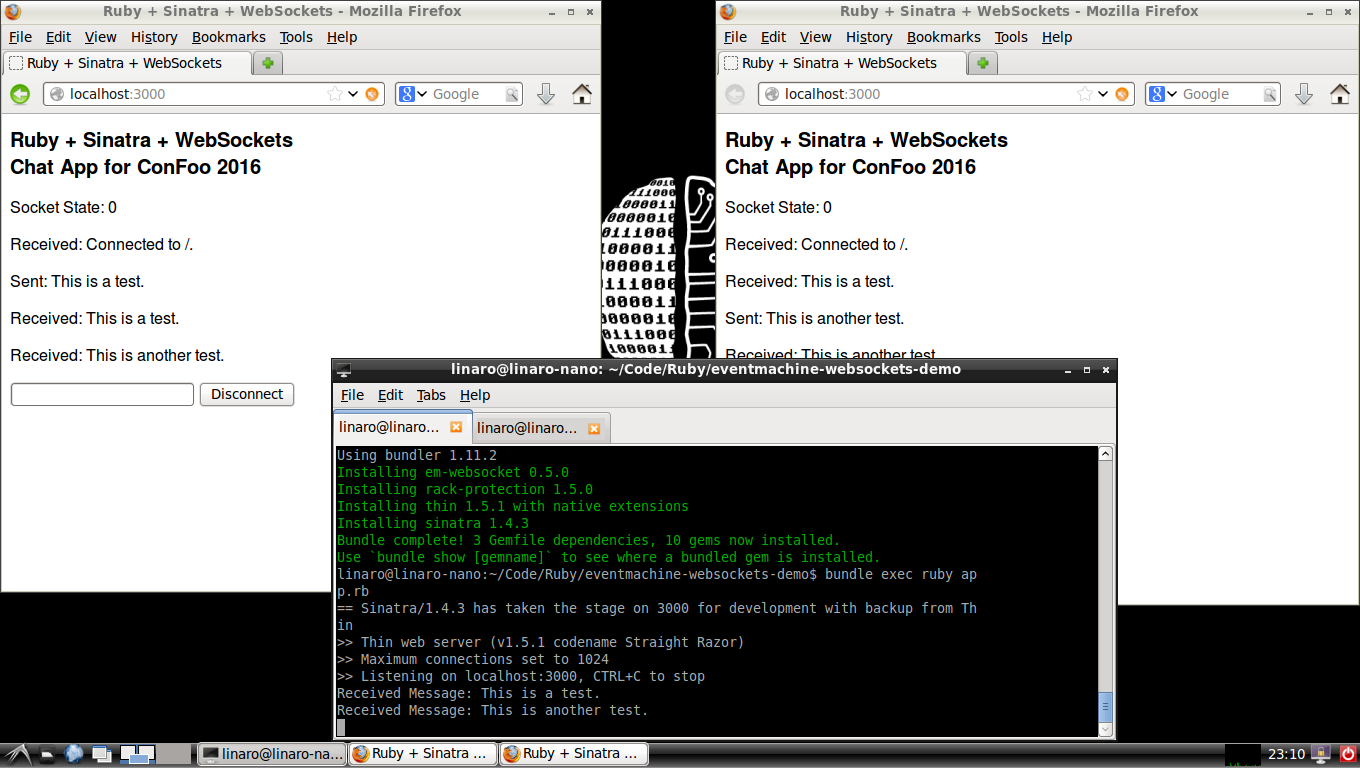 Ruby + Sinatra + WebSockets - Mozilla Firefox
File Edit View History Bookmarks Tools Help
Ruby + Sinatra + WebSockets
localhost:3000
Google
Ruby + Sinatra + WebSockets
Chat App for ConFoo 2016
Socket State: 0
Received: Connected to /.
Sent: This is a test.
Received: This is a test.
Received: This is another test.
Disconnect
Ruby + Sinatra + WebSockets - Mozilla Firefox
File Edit View History Bookmarks Tools Help
Ruby + Sinatra + WebSockets
localhost:3000
Google
Ruby + Sinatra + WebSockets
Chat App for ConFoo 2016
Socket State: 0
Received: Connected to /.
Received: This is a test.
Sent: This is another test.
Received: This is another test.
linaro@linaro-nano: ~/Code/Ruby/eventmachine-websockets-demo
File Edit Tabs Help
linaro@linaro... linaro@linaro...
Using bundler 1.11.2
Installing em-websocket 0.5.0
Installing rack-protection 1.5.0
Installing thin 1.5.1 with native extensions
Installing sinatra 1.4.3
Bundle complete! 3 Gemfile dependencies, 10 gems now installed.
Use `bundle show [gemname]` to see where a bundled gem is installed.
linaro@linaro-nano:~/Code/Ruby/eventmachine-websockets-demo$ bundle exec ruby ap
p.rb
== Sinatra/1.4.3 has taken the stage on 3000 for development with backup from Th
in
>> Thin web server (v1.5.1 codename Straight Razor)
>> Maximum connections set to 1024
>> Listening on localhost:3000, CTRL+C to stop
Received Message: This is a test.
Received Message: This is another test.
linaro@linaro-na... Ruby + Sinatra ... Ruby + Sinatra ... 23:10